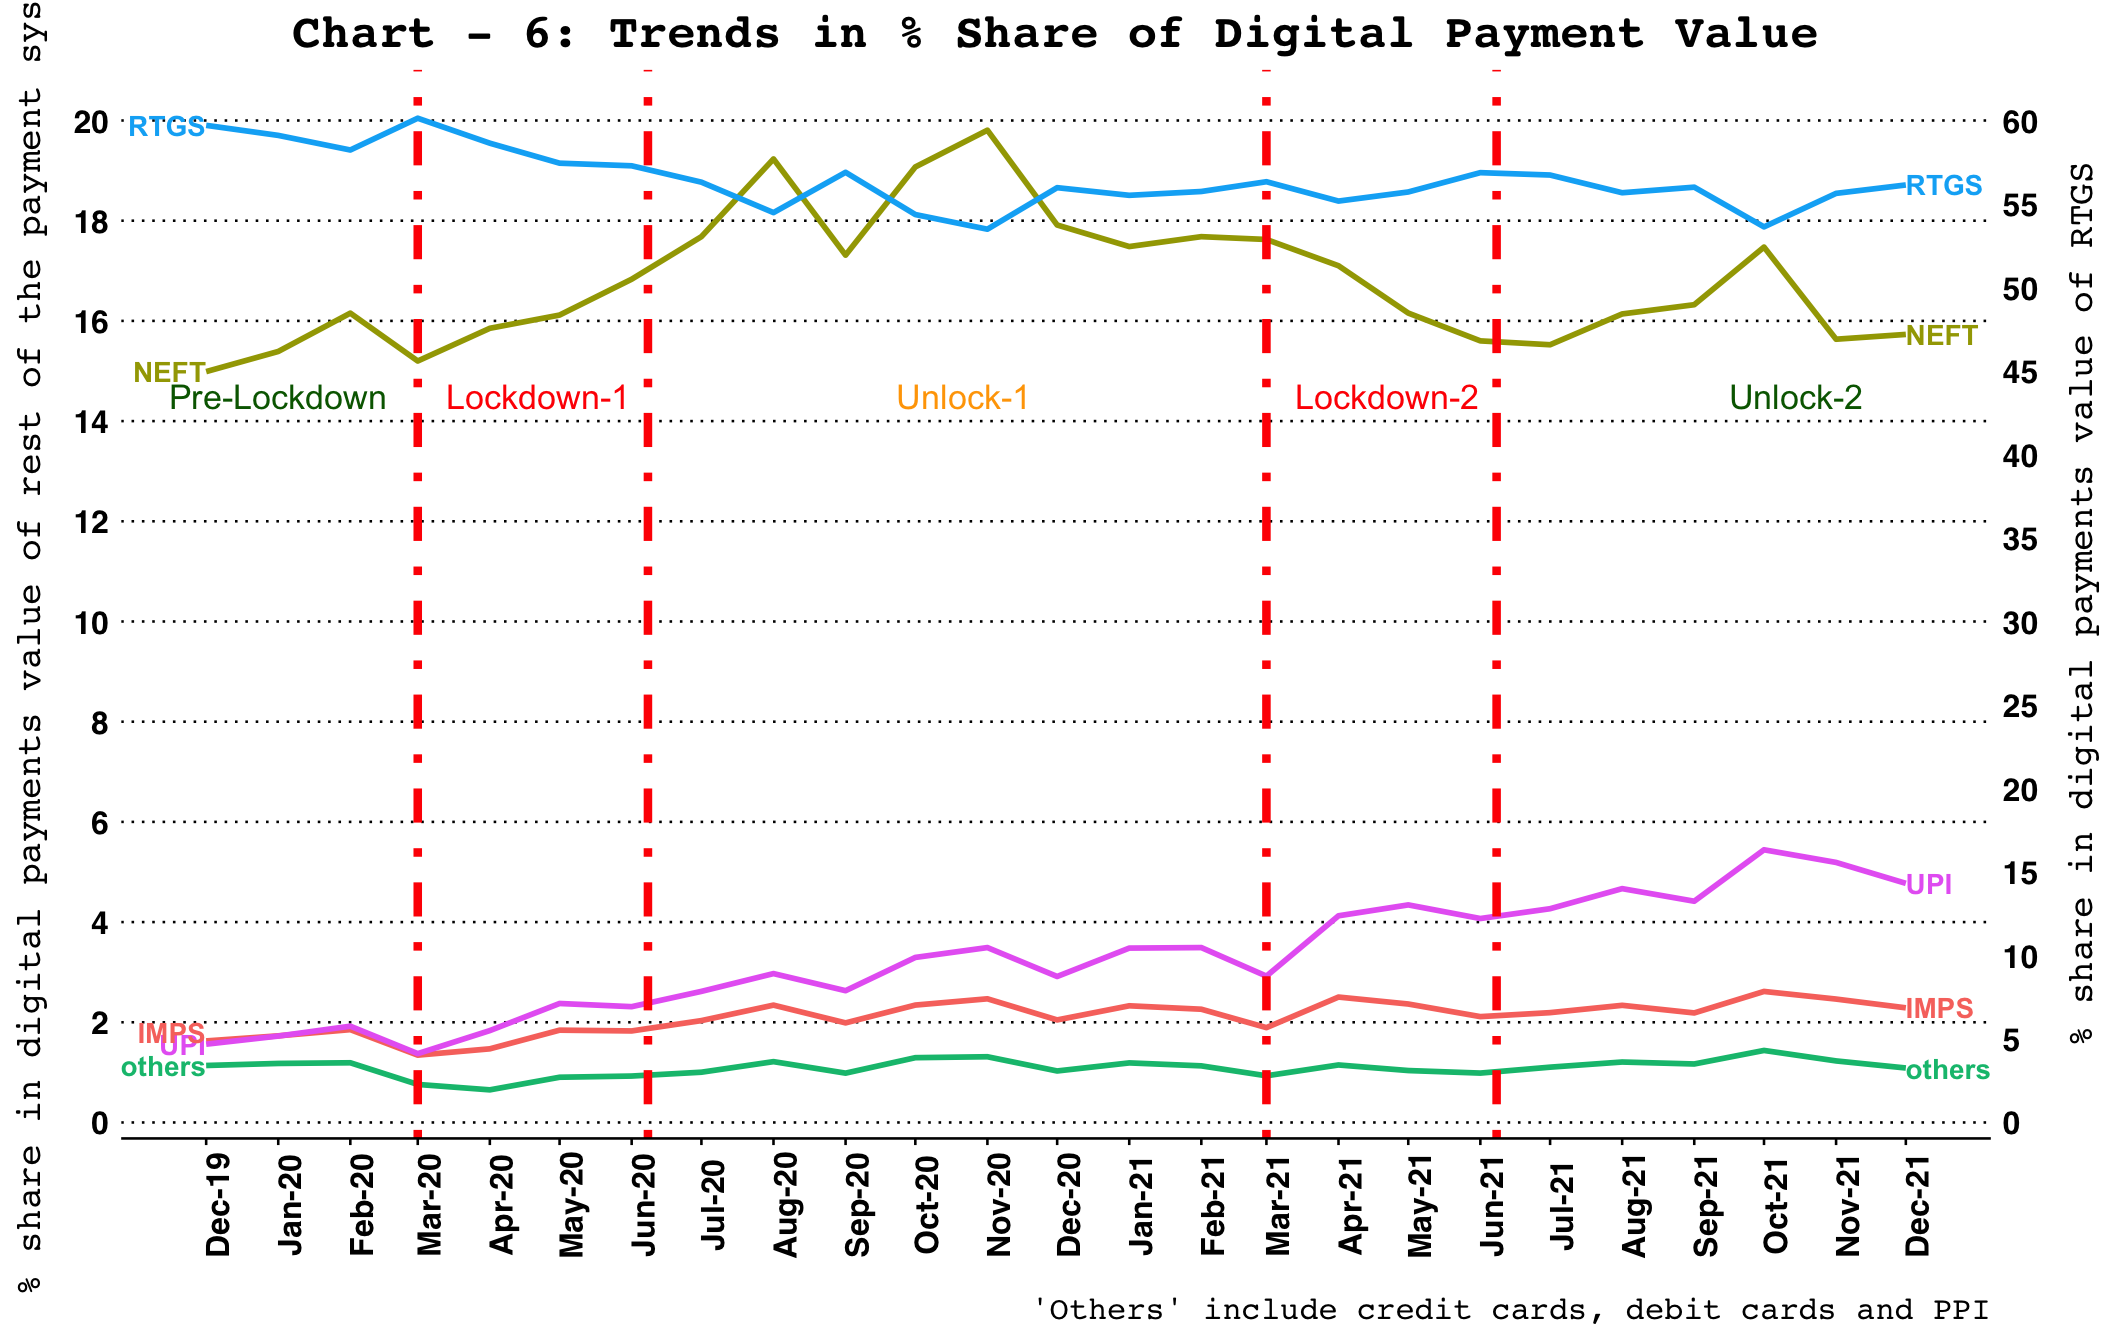 Chart – 6: Trends in % Share of Digital Payment Value
% share in digital payments value of rest of the payment sys
20
18
16
14
12
10
8
6
4
2
0
RTGS
NEFT
IMPS
UPI
others
Pre-Lockdown
Lockdown-1
Unlock-1
Lockdown-2
Unlock-2
RTGS
NEFT
UPI
IMPS
others
60
55
50
45
40
35
30
25
20
15
10
5
0
% share in digital payments value of RTGS
Dec-19
Jan-20
Feb-20
Mar-20
Apr-20
May-20
Jun-20
Jul-20
Aug-20
Sep-20
Oct-20
Nov-20
Dec-20
Jan-21
Feb-21
Mar-21
Apr-21
May-21
Jun-21
Jul-21
Aug-21
Sep-21
Oct-21
Nov-21
Dec-21
'Others' include credit cards, debit cards and PPI